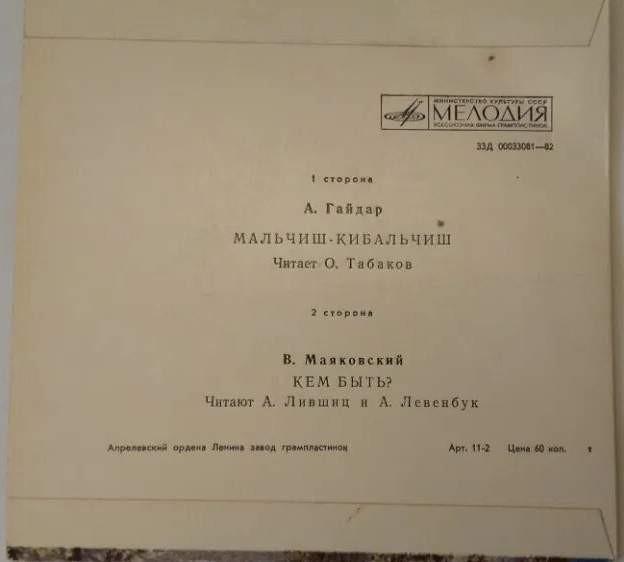 МИНИСТЕРСТВО КУЛЬТУРЫ СССР
МЕЛОДИЯ
ВСЕСОЮЗНАЯ ФИРМА ГРАМПЛАСТИНОК
33Д 00033081—82
1 сторона
А. Гайдар
МАЛЬЧИШ-КИБАЛЬЧИШ
Читает О. Табаков
2 сторона
В. Маяковский
КЕМ БЫТЬ?
Читают А. Лившиц и А. Левенбук
Апрелевский ордена Ленина завод грампластинок Арт. 11-2 Цена 60 коп. т